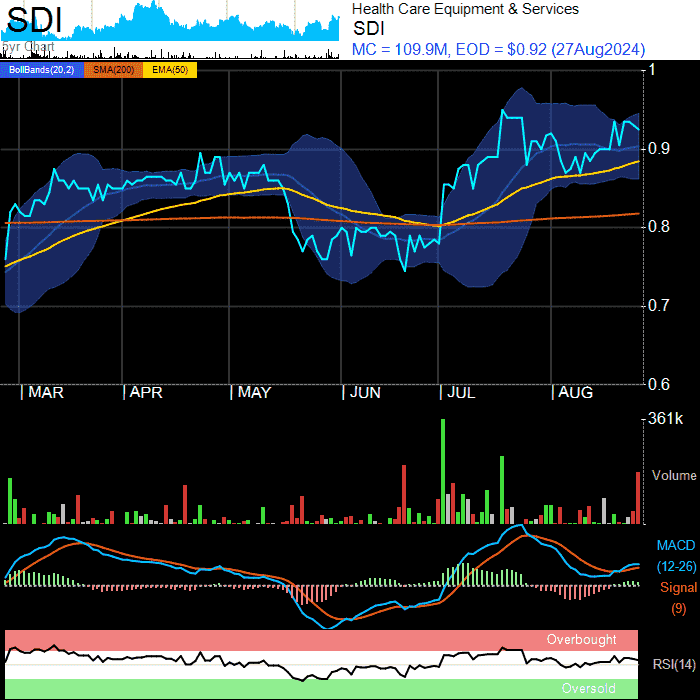 SDI
5yr Chart
Health Care Equipment & Services
SDI
MC = 109.9M, EOD = $0.92 (27Aug2024)
BollBands(20,2) SMA(200) EMA(50)
1
0.9
0.8
0.7
0.6
MAR APR MAY JUN JUL AUG
361k
Volume
MACD
(12-26)
Signal
(9)
Overbought
RSI(14)
Oversold